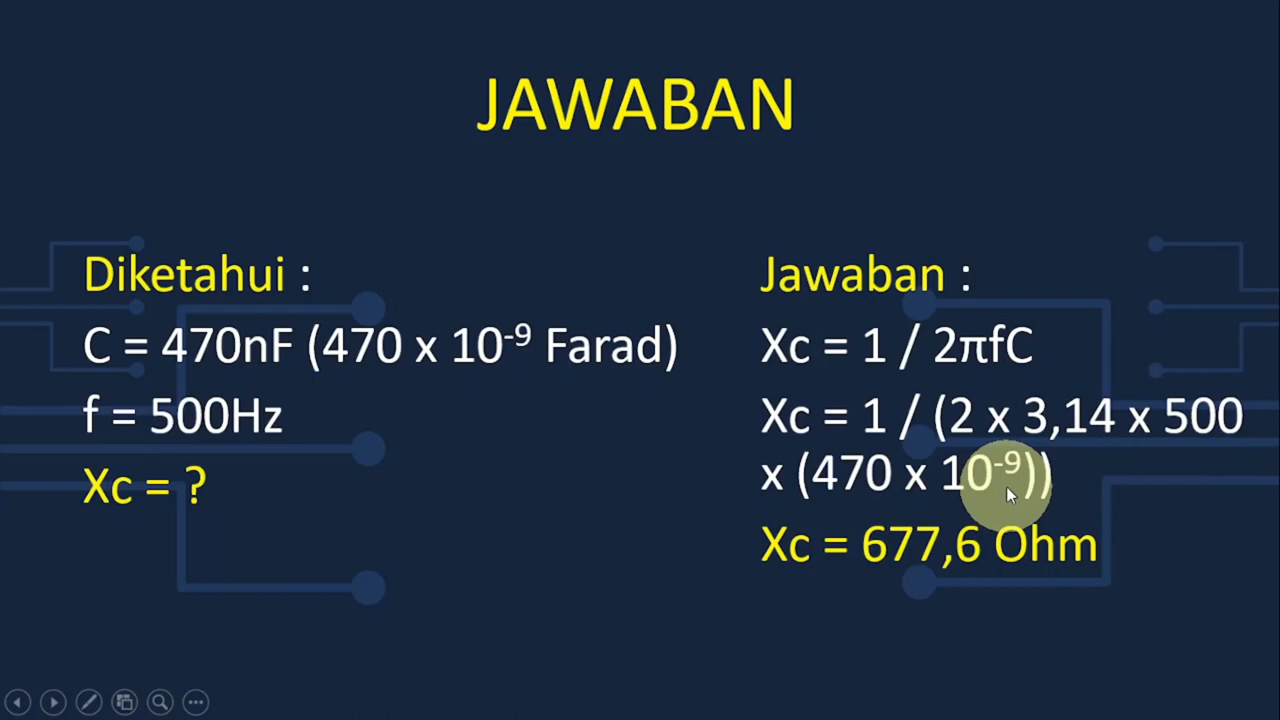 JAWABAN
Diketahui :
C = 470nF (470 x 10⁻⁹ Farad)
f = 500Hz
Xc = ?
Jawaban :
Xc = 1 / 2πfC
Xc = 1 / (2 x 3,14 x 500
x (470 x 10⁻⁹))
Xc = 677,6 Ohm